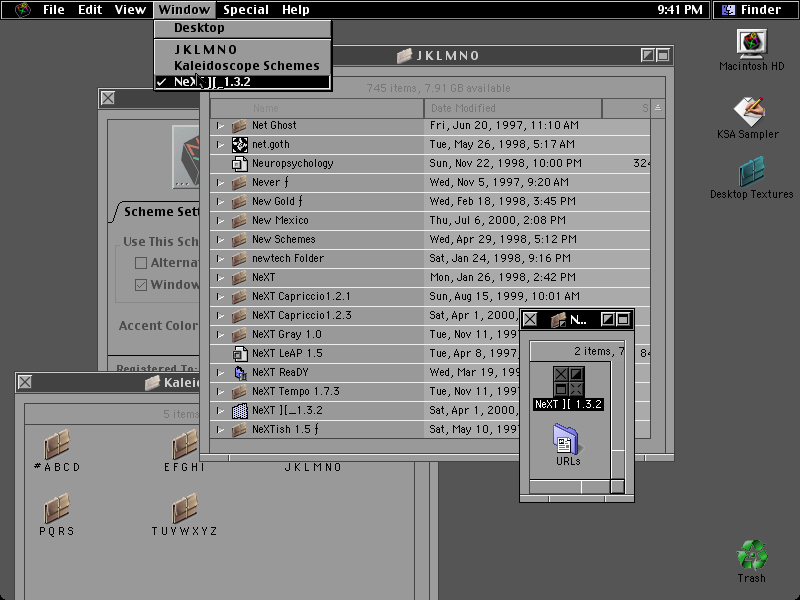 File Edit View Window Special Help 9:41 PM Finder
Desktop
JKLMNO
Kaleidoscope Schemes
NeXT ][_1.3.2
JKLMNO
745 items, 7.91 GB available
Name Date Modified S
Net Ghost Fri, Jun 20, 1997, 11:10 AM
net.goth Tue, May 26, 1998, 5:17 AM
Neuropsychology Sun, Nov 22, 1998, 10:00 PM 324
Never ƒ Wed, Nov 5, 1997, 9:20 AM
New Gold ƒ Wed, Feb 18, 1998, 3:45 PM
New Mexico Thu, Jul 6, 2000, 2:08 PM
New Schemes Wed, Apr 29, 1998, 5:12 PM
newtech Folder Sat, Jan 24, 1998, 9:16 PM
NeXT Mon, Jan 26, 1998, 2:42 PM
NeXT Capriccio1.2.1 Sun, Aug 15, 1999, 10:01 AM
NeXT Capriccio1.2.3 Sat, Apr 1, 2000,
NeXT Gray 1.0 Tue, Nov 11, 199
NeXT LeAP 1.5 Tue, Apr 8, 1997, 84
NeXT ReaDY Wed, Mar 19, 199
NeXT Tempo 1.7.3 Tue, Nov 11, 199
NeXT ][_1.3.2 Sat, Apr 1, 2000,
NeXTish 1.5 ƒ Sat, May 10, 199
Scheme Sett
Use This Sch
Alterna
Window
Accent Color
Registered To:
Kaleid
5 items
#ABCD
EFGHI
JKLMNO
PQRS
TUVWXYZ
N...
2 items, 7
NeXT ][ 1.3.2
URLs
Macintosh HD
KSA Sampler
Desktop Textures
Trash